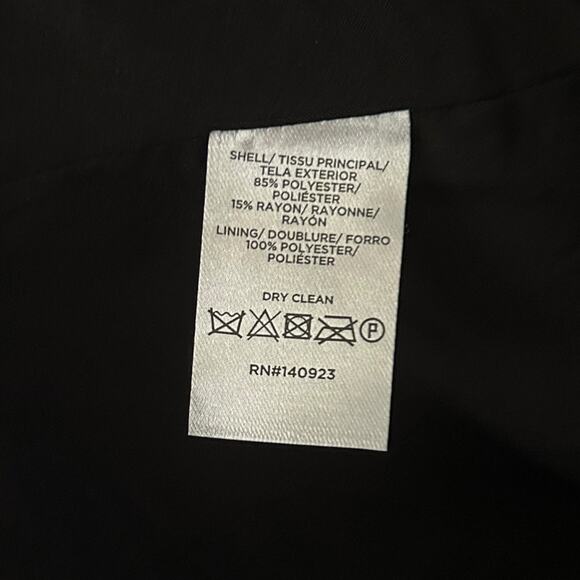 SHELL/ TISSU PRINCIPAL/
TELA EXTERIOR
85% POLYESTER/
POLIÉSTER
15% RAYON/ RAYONNE/
RAYÓN
LINING/ DOUBLURE/ FORRO
100% POLYESTER/
POLIÉSTER
DRY CLEAN
P
RN#140923